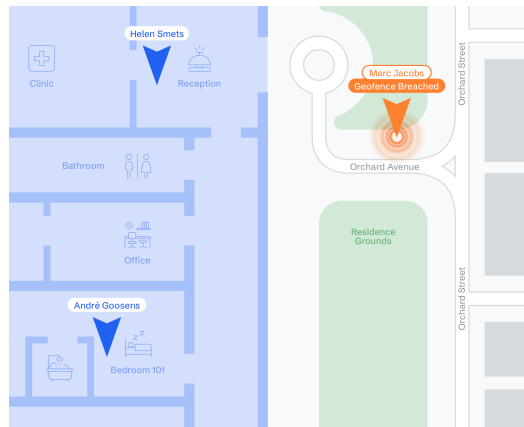 Helen Smets
Clinic
Reception
Marc Jacobs
Geofence Breached
Orchard Street
Bathroom
Orchard Avenue
Office
Residence
Grounds
Orchard Street
André Goosens
z z
Bedroom 101